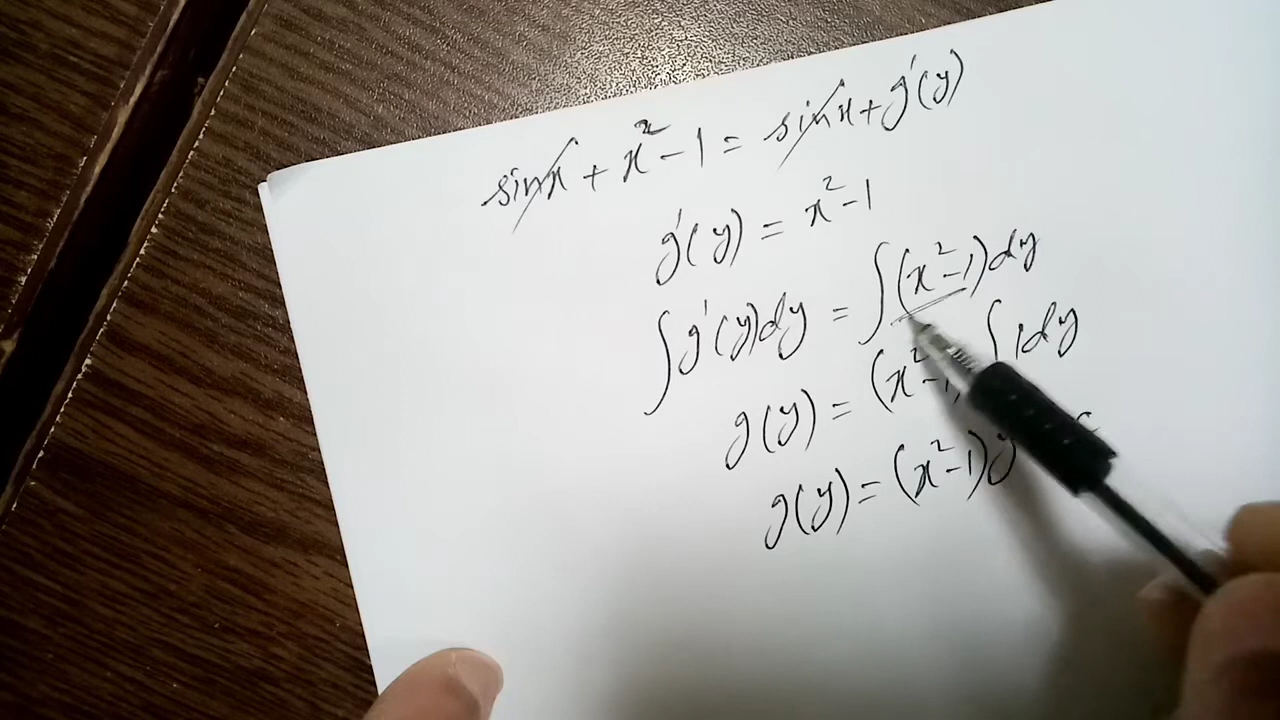 sinx + x² - 1 = sinx + g'(y)
g'(y) = x² - 1
∫g'(y)dy = ∫(x² - 1)dy
g(y) = (x² - 1) ∫1dy
g(y) = (x² - 1)y